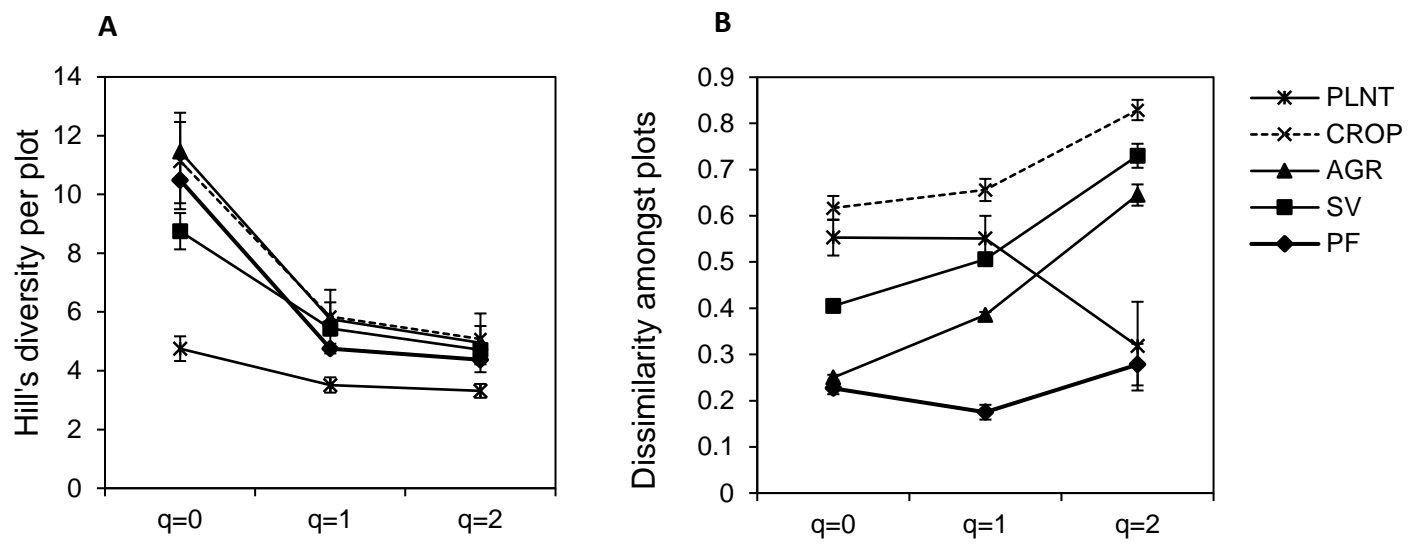 A
Hill's diversity per plot
14
12
10
8
6
4
2
0
q=0 q=1 q=2
B
Dissimilarity amongst plots
0.9
0.8
0.7
0.6
0.5
0.4
0.3
0.2
0.1
0
q=0 q=1 q=2
PLNT
CROP
AGR
SV
PF